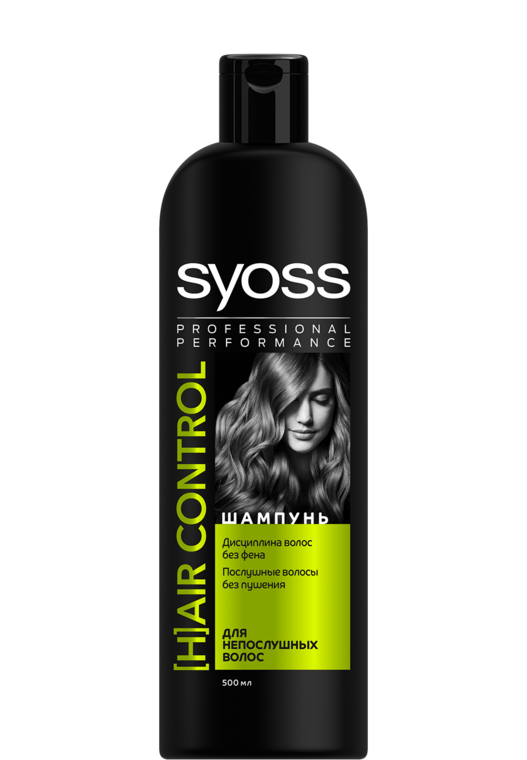 syoss
PROFESSIONAL
PERFORMANCE
[H]AIR CONTROL
ШАМПУНЬ
Дисциплина волос
без фена
Послушные волосы
без пушения
ДЛЯ
НЕПОСЛУШНЫХ
ВОЛОС
500 мл